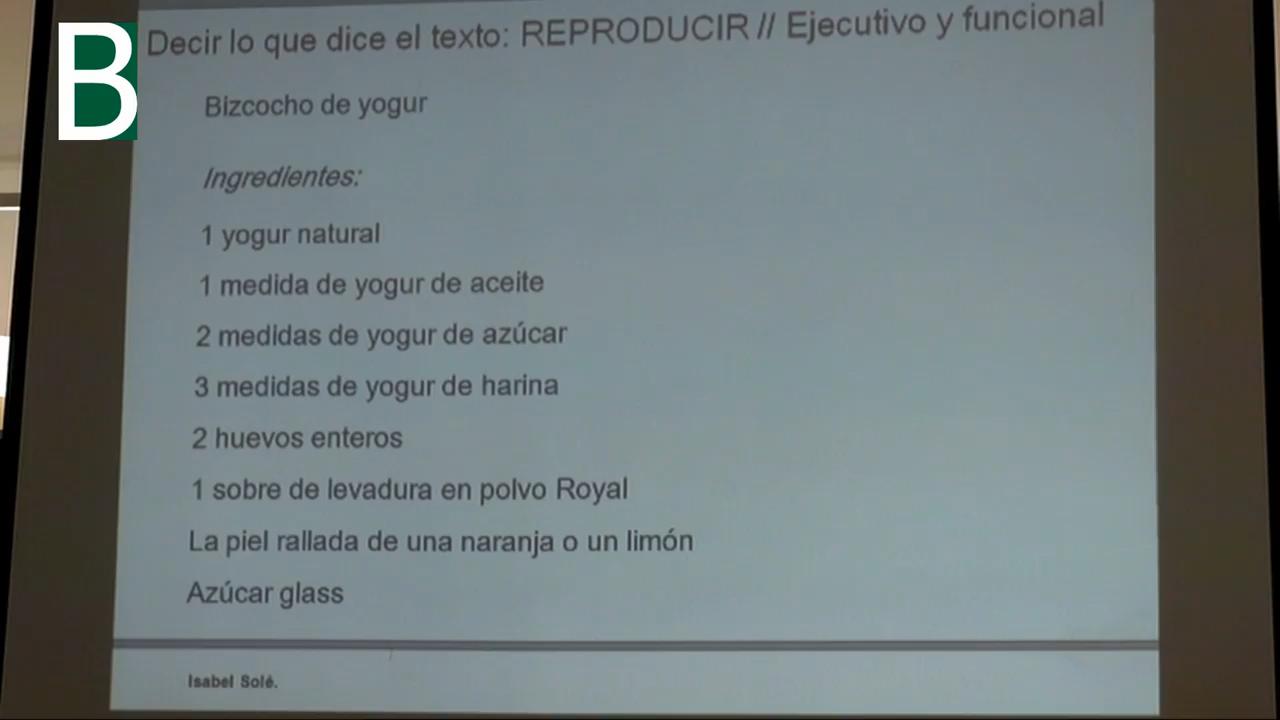 B
Decir lo que dice el texto: REPRODUCIR // Ejecutivo y funcional
Bizcocho de yogur
Ingredientes:
1 yogur natural
1 medida de yogur de aceite
2 medidas de yogur de azúcar
3 medidas de yogur de harina
2 huevos enteros
1 sobre de levadura en polvo Royal
La piel rallada de una naranja o un limón
Azúcar glass
Isabel Solé.